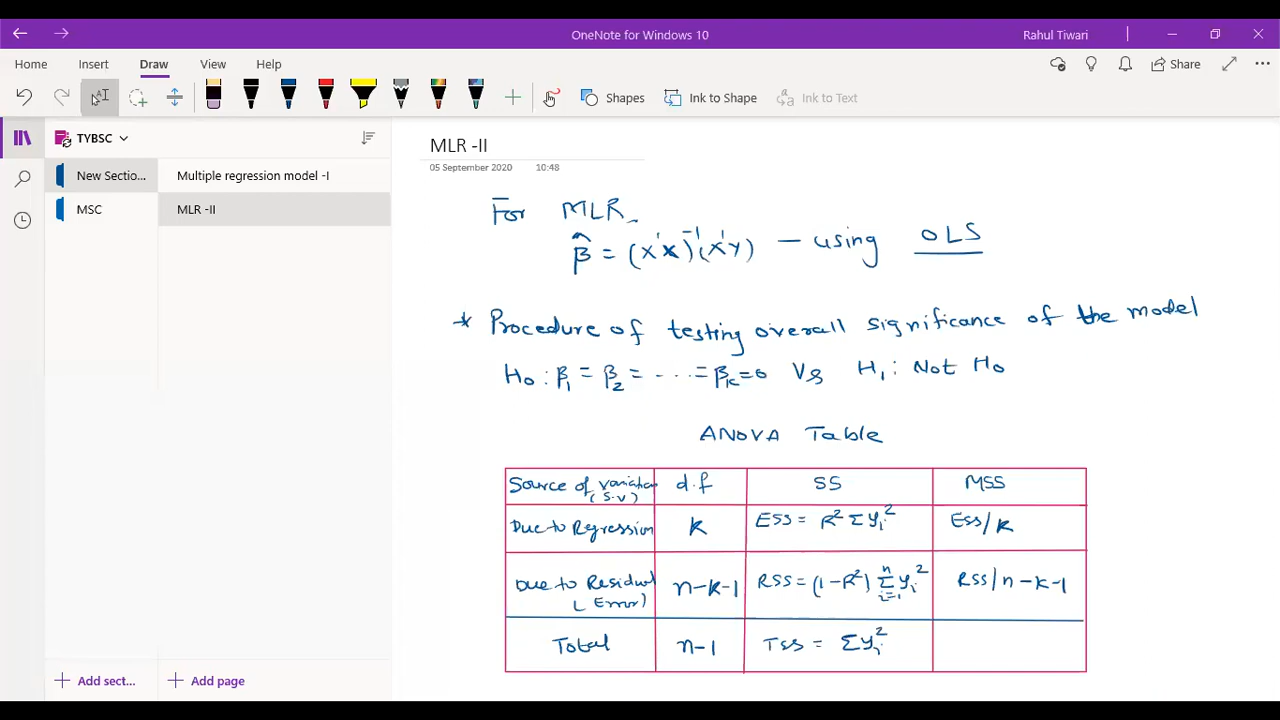 OneNote for Windows 10
Rahul Tiwari
Home Insert Draw View Help
Share
Shapes Ink to Shape Ink to Text
TYBSC
New Sectio... Multiple regression model -I
MSC MLR -II
MLR -II
05 September 2020 10:48
For MLR
β̂ = (X'X)⁻¹(X'Y) — using OLS
* Procedure of testing overall significance of the model
H₀ : β₁ = β₂ = ... = βₖ = 0 Vs H₁ : Not H₀
ANOVA Table
Source of variation (S.V) d.f SS MSS
Due to Regression k ESS = R² Σyᵢ² ESS/k
Due to Residual (Error) n-k-1 RSS = (1-R²) Σⁿᵢ₌₁ yᵢ² RSS/n-k-1
Total n-1 TSS = Σyᵢ²
+ Add sect... + Add page